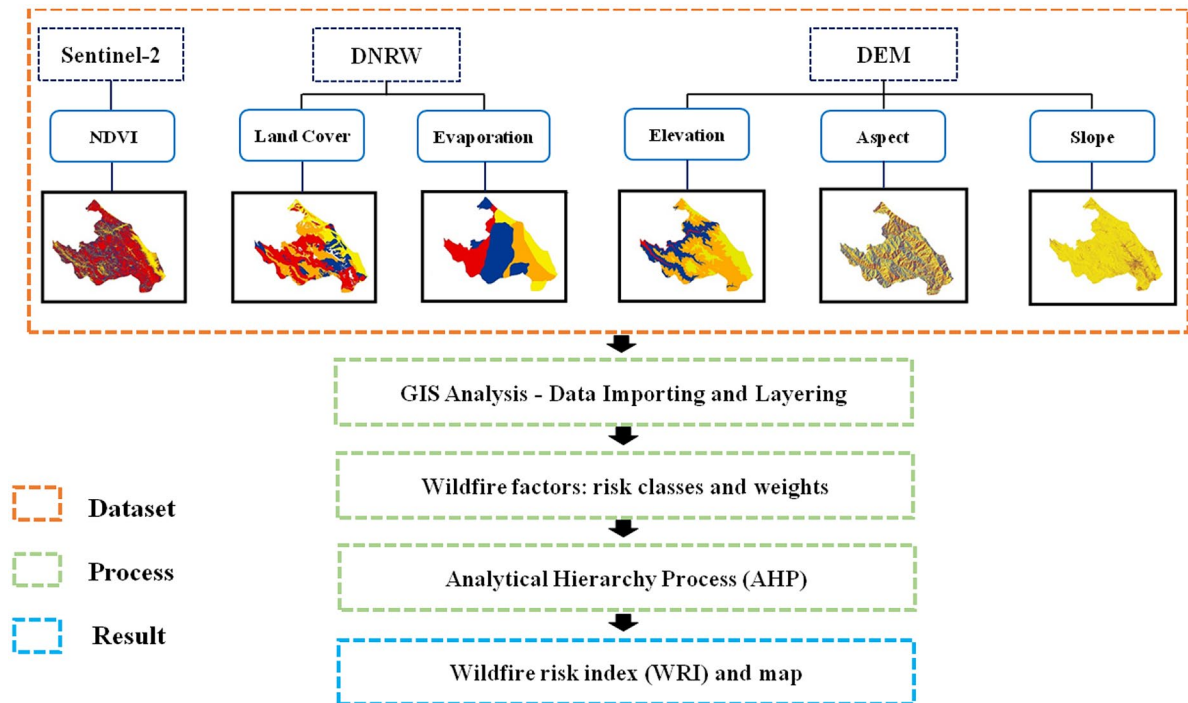 Sentinel-2
DNRW
DEM
NDVI
Land Cover
Evaporation
Elevation
Aspect
Slope
GIS Analysis - Data Importing and Layering
Wildfire factors: risk classes and weights
Analytical Hierarchy Process (AHP)
Wildfire risk index (WRI) and map
Dataset
Process
Result